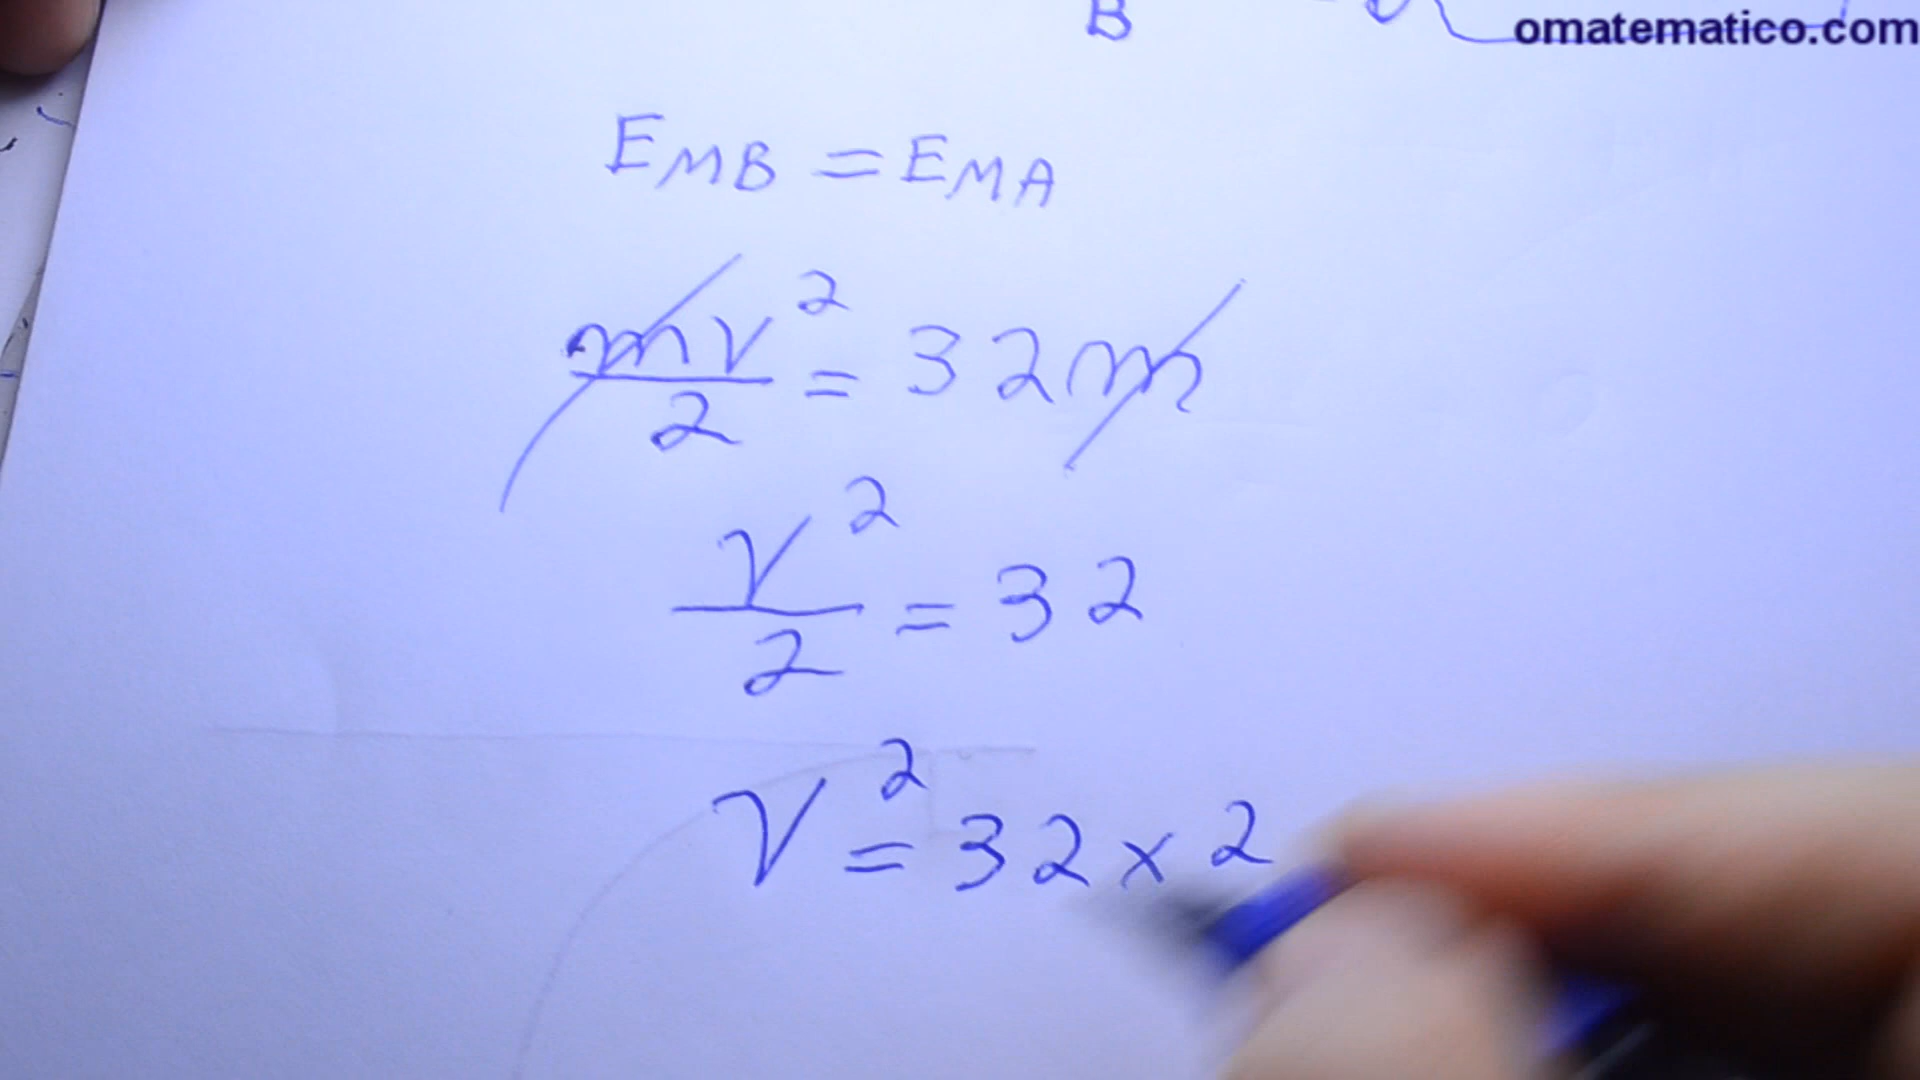 B
omatematico.com
EMB = EMA
mv²/2 = 32m
v²/2 = 32
V² = 32 x 2